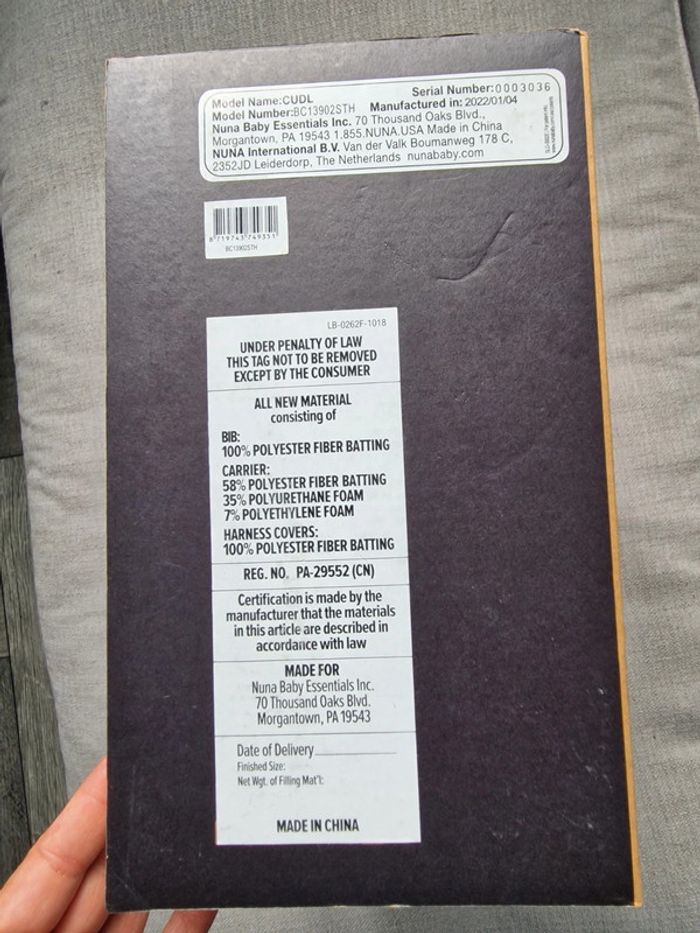 Model Name:CUDL Serial Number:0003036
Model Number:BC13902STH Manufactured in: 2022/01/04
Nuna Baby Essentials Inc. 70 Thousand Oaks Blvd.,
Morgantown, PA 19543 1.855.NUNA.USA Made in China
NUNA International B.V. Van der Valk Boumanweg 178 C,
2352JD Leiderdorp, The Netherlands nunababy.com
8 719743 749351
BC13902STH
LB-0262F-1018
UNDER PENALTY OF LAW
THIS TAG NOT TO BE REMOVED
EXCEPT BY THE CONSUMER
ALL NEW MATERIAL
consisting of
BIB:
100% POLYESTER FIBER BATTING
CARRIER:
58% POLYESTER FIBER BATTING
35% POLYURETHANE FOAM
7% POLYETHYLENE FOAM
HARNESS COVERS:
100% POLYESTER FIBER BATTING
REG. NO. PA-29552 (CN)
Certification is made by the
manufacturer that the materials
in this article are described in
accordance with law
MADE FOR
Nuna Baby Essentials Inc.
70 Thousand Oaks Blvd.
Morgantown, PA 19543
Date of Delivery
Finished Size:
Net Wgt. of Filling Mat'l:
MADE IN CHINA